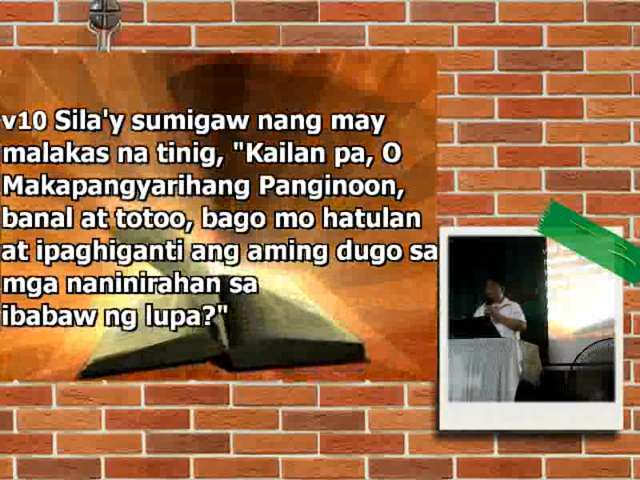 v10 Sila'y sumigaw nang may
malakas na tinig, "Kailan pa, O
Makapangyarihang Panginoon,
banal at totoo, bago mo hatulan
at ipaghiganti ang aming dugo sa
mga naninirahan sa
ibabaw ng lupa?"